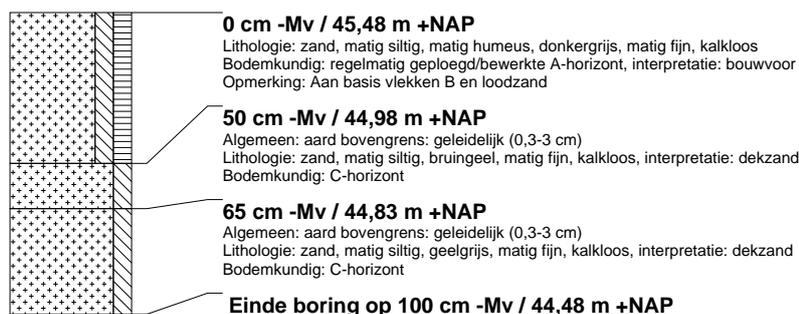 0 cm -Mv / 45,48 m +NAP
Lithologie: zand, matig siltig, matig humeus, donkergrijs, matig fijn, kalkloos
Bodemkundig: regelmatig geploegd/bewerkte A-horizont, interpretatie: bouwvoor
Opmerking: Aan basis vlekken B en loodzand
50 cm -Mv / 44,98 m +NAP
Algemeen: aard bovengrens: geleidelijk (0,3-3 cm)
Lithologie: zand, matig siltig, bruingeel, matig fijn, kalkloos, interpretatie: dekzand
Bodemkundig: C-horizont
65 cm -Mv / 44,83 m +NAP
Algemeen: aard bovengrens: geleidelijk (0,3-3 cm)
Lithologie: zand, matig siltig, geelgrijs, matig fijn, kalkloos, interpretatie: dekzand
Bodemkundig: C-horizont
Einde boring op 100 cm -Mv / 44,48 m +NAP